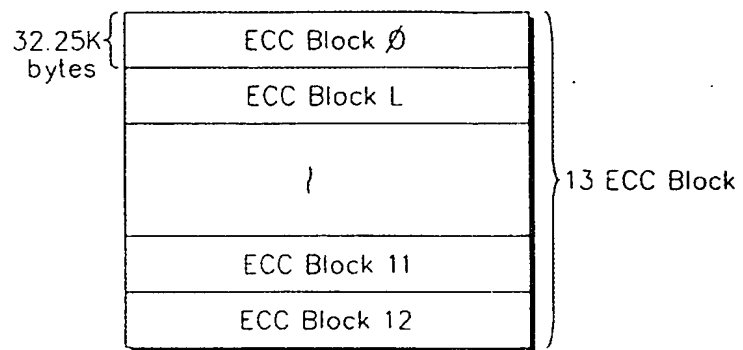 32.25K
bytes
ECC Block Ø
ECC Block L
~
13 ECC Block
ECC Block 11
ECC Block 12